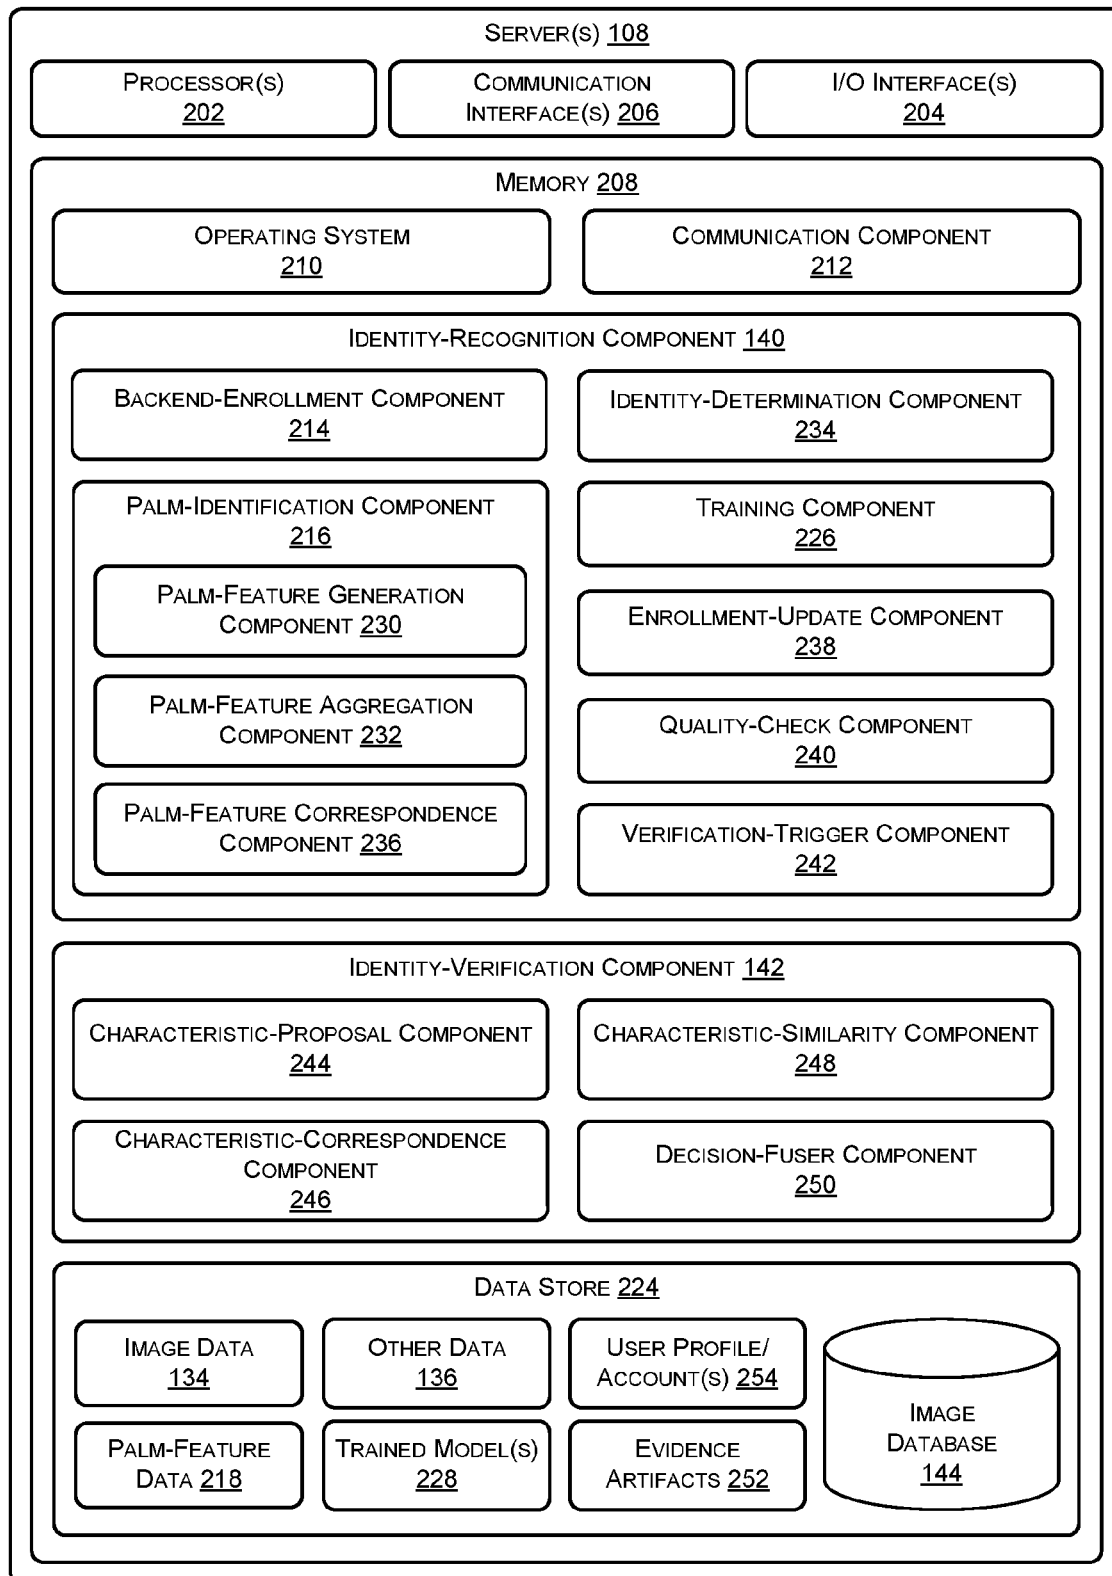 SERVER(S) 108
PROCESSOR(S)
202
COMMUNICATION
INTERFACE(S) 206
I/O INTERFACE(S)
204
MEMORY 208
OPERATING SYSTEM
210
COMMUNICATION COMPONENT
212
IDENTITY-RECOGNITION COMPONENT 140
BACKEND-ENROLLMENT COMPONENT
214
PALM-IDENTIFICATION COMPONENT
216
PALM-FEATURE GENERATION
COMPONENT 230
PALM-FEATURE AGGREGATION
COMPONENT 232
PALM-FEATURE CORRESPONDENCE
COMPONENT 236
IDENTITY-DETERMINATION COMPONENT
234
TRAINING COMPONENT
226
ENROLLMENT-UPDATE COMPONENT
238
QUALITY-CHECK COMPONENT
240
VERIFICATION-TRIGGER COMPONENT
242
IDENTITY-VERIFICATION COMPONENT 142
CHARACTERISTIC-PROPOSAL COMPONENT
244
CHARACTERISTIC-SIMILARITY COMPONENT
248
CHARACTERISTIC-CORRESPONDENCE
COMPONENT
246
DECISION-FUSER COMPONENT
250
DATA STORE 224
IMAGE DATA
134
OTHER DATA
136
USER PROFILE/
ACCOUNT(S) 254
PALM-FEATURE
DATA 218
TRAINED MODEL(S)
228
EVIDENCE
ARTIFACTS 252
IMAGE
DATABASE
144